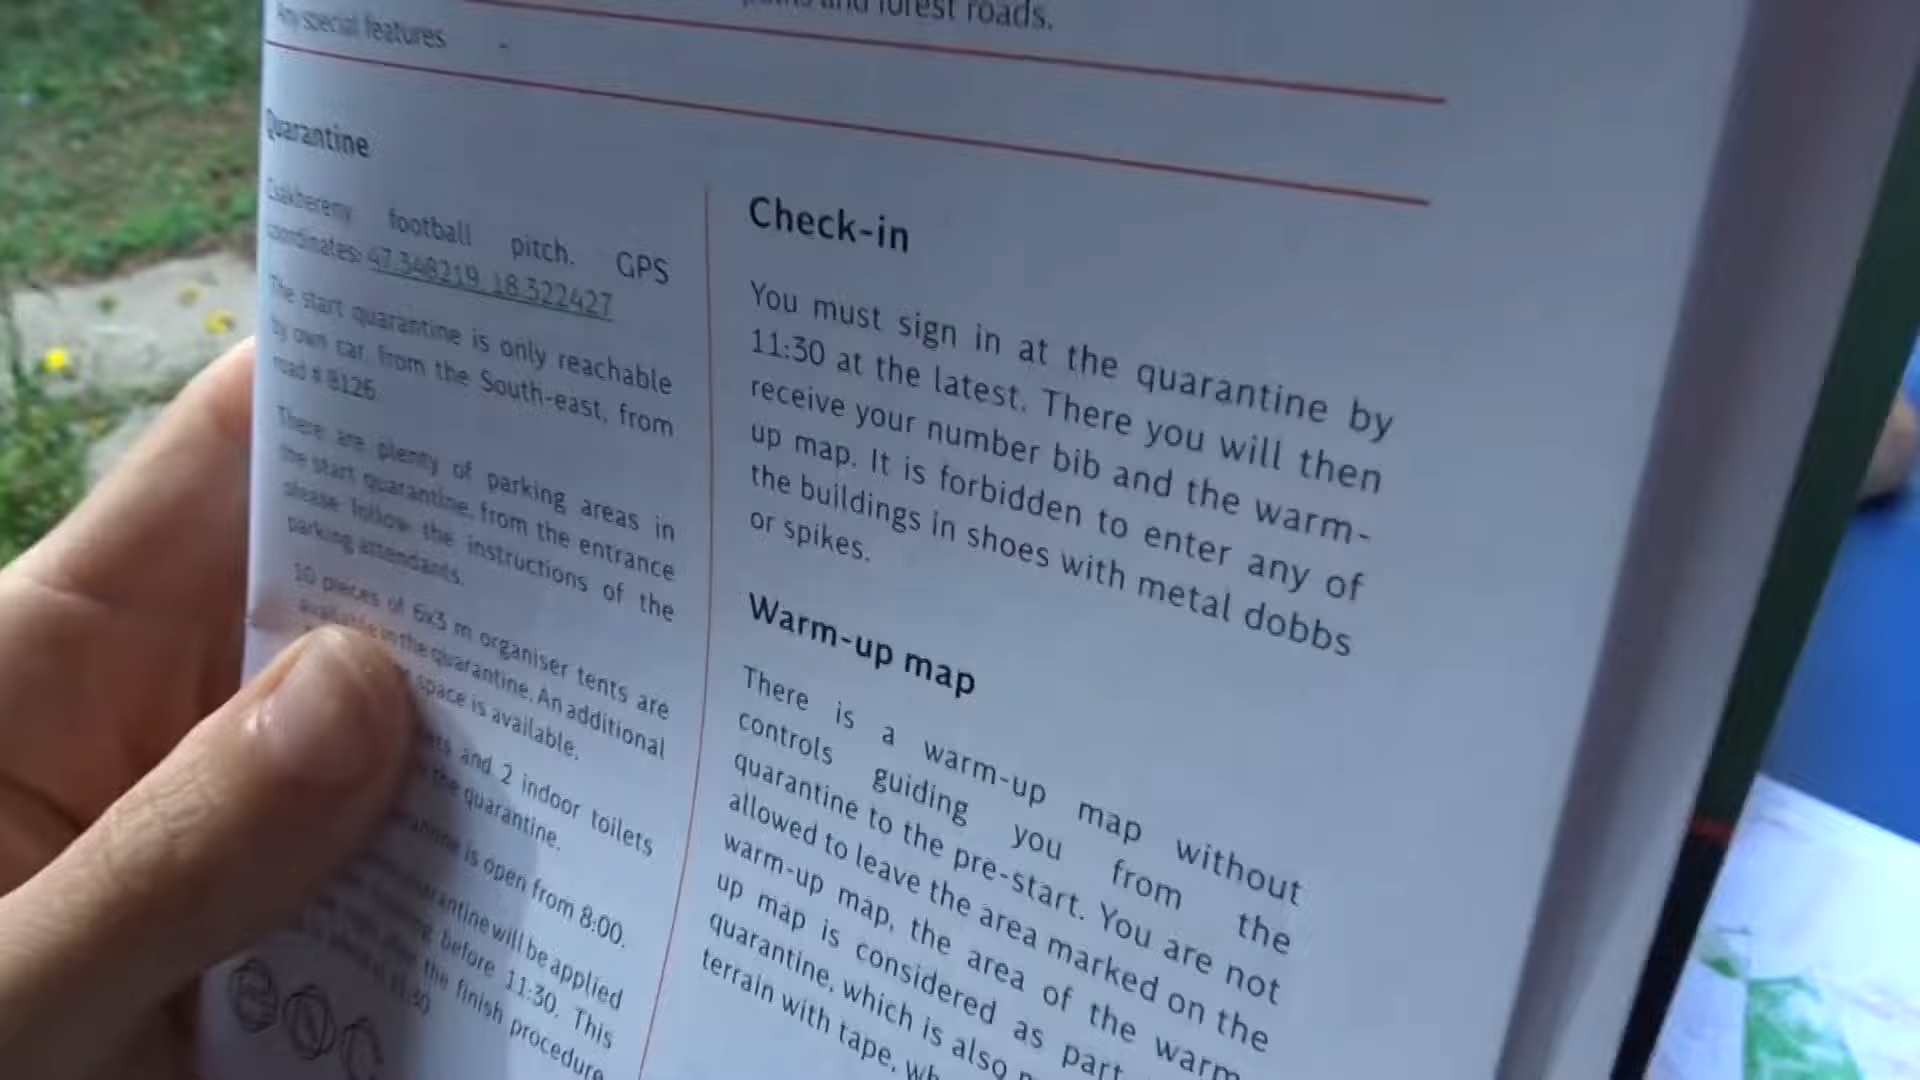 and forest roads.
Any special features -
Quarantine
Csákberény football pitch. GPS
coordinates: 47.348219, 18.322427
The start quarantine is only reachable
by own car, from the South-east, from
road # 8126.
There are plenty of parking areas in
the start quarantine, from the entrance
please follow the instructions of the
parking attendants.
10 pieces of 6x3 m organiser tents are
available in the quarantine. An additional
space is available.
and 2 indoor toilets
the quarantine.
is open from 8:00.
quarantine will be applied
before 11:30. This
the finish procedure
11:30
Check-in
You must sign in at the quarantine by
11:30 at the latest. There you will then
receive your number bib and the warm-
up map. It is forbidden to enter any of
the buildings in shoes with metal dobbs
or spikes.
Warm-up map
There is a warm-up map without
controls guiding you from the
quarantine to the pre-start. You are not
allowed to leave the area marked on the
warm-up map, the area of the warm
up map is considered as part
quarantine, which is also
terrain with tape,